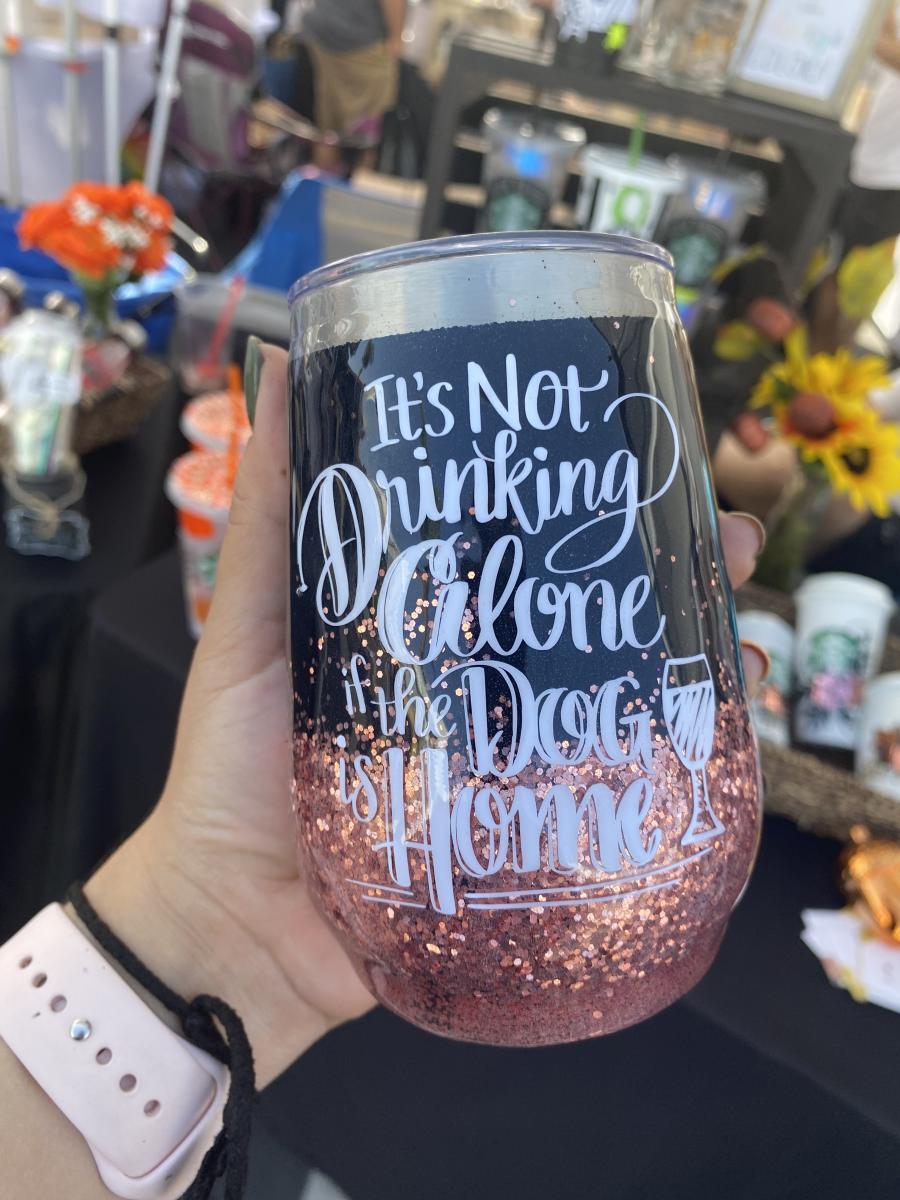 It's Not
Drinking
Alone
if the Dog
is Home